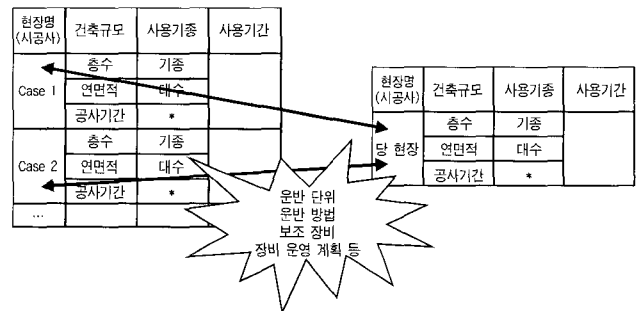 현장명
(시공사)
건축규모
사용기종
사용기간
Case 1
층수
기종
연면적
대수
공사기간
*
Case 2
층수
기종
연면적
대수
공사기간
*
...
현장명
(시공사)
건축규모
사용기종
사용기간
당 현장
층수
기종
연면적
대수
공사기간
*
운반 단위
운반 방법
보조 장비
장비 운영 계획 등